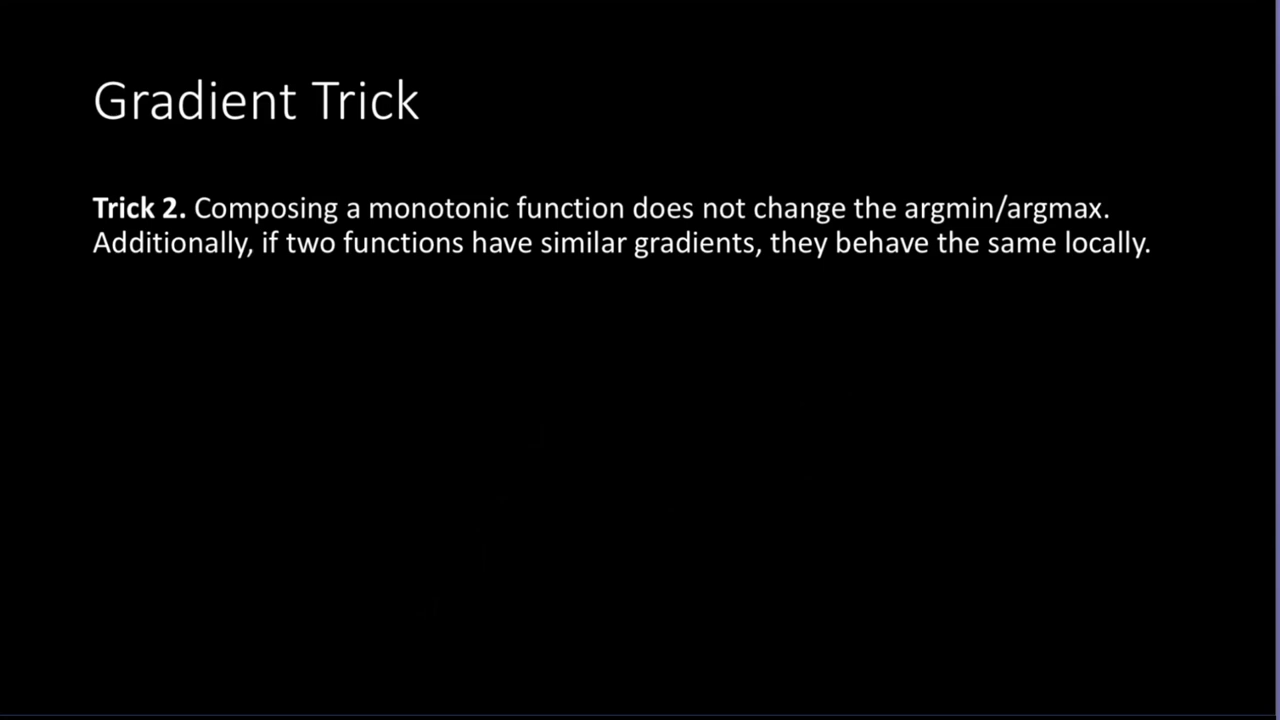 Gradient Trick
Trick 2. Composing a monotonic function does not change the argmin/argmax.
Additionally, if two functions have similar gradients, they behave the same locally.